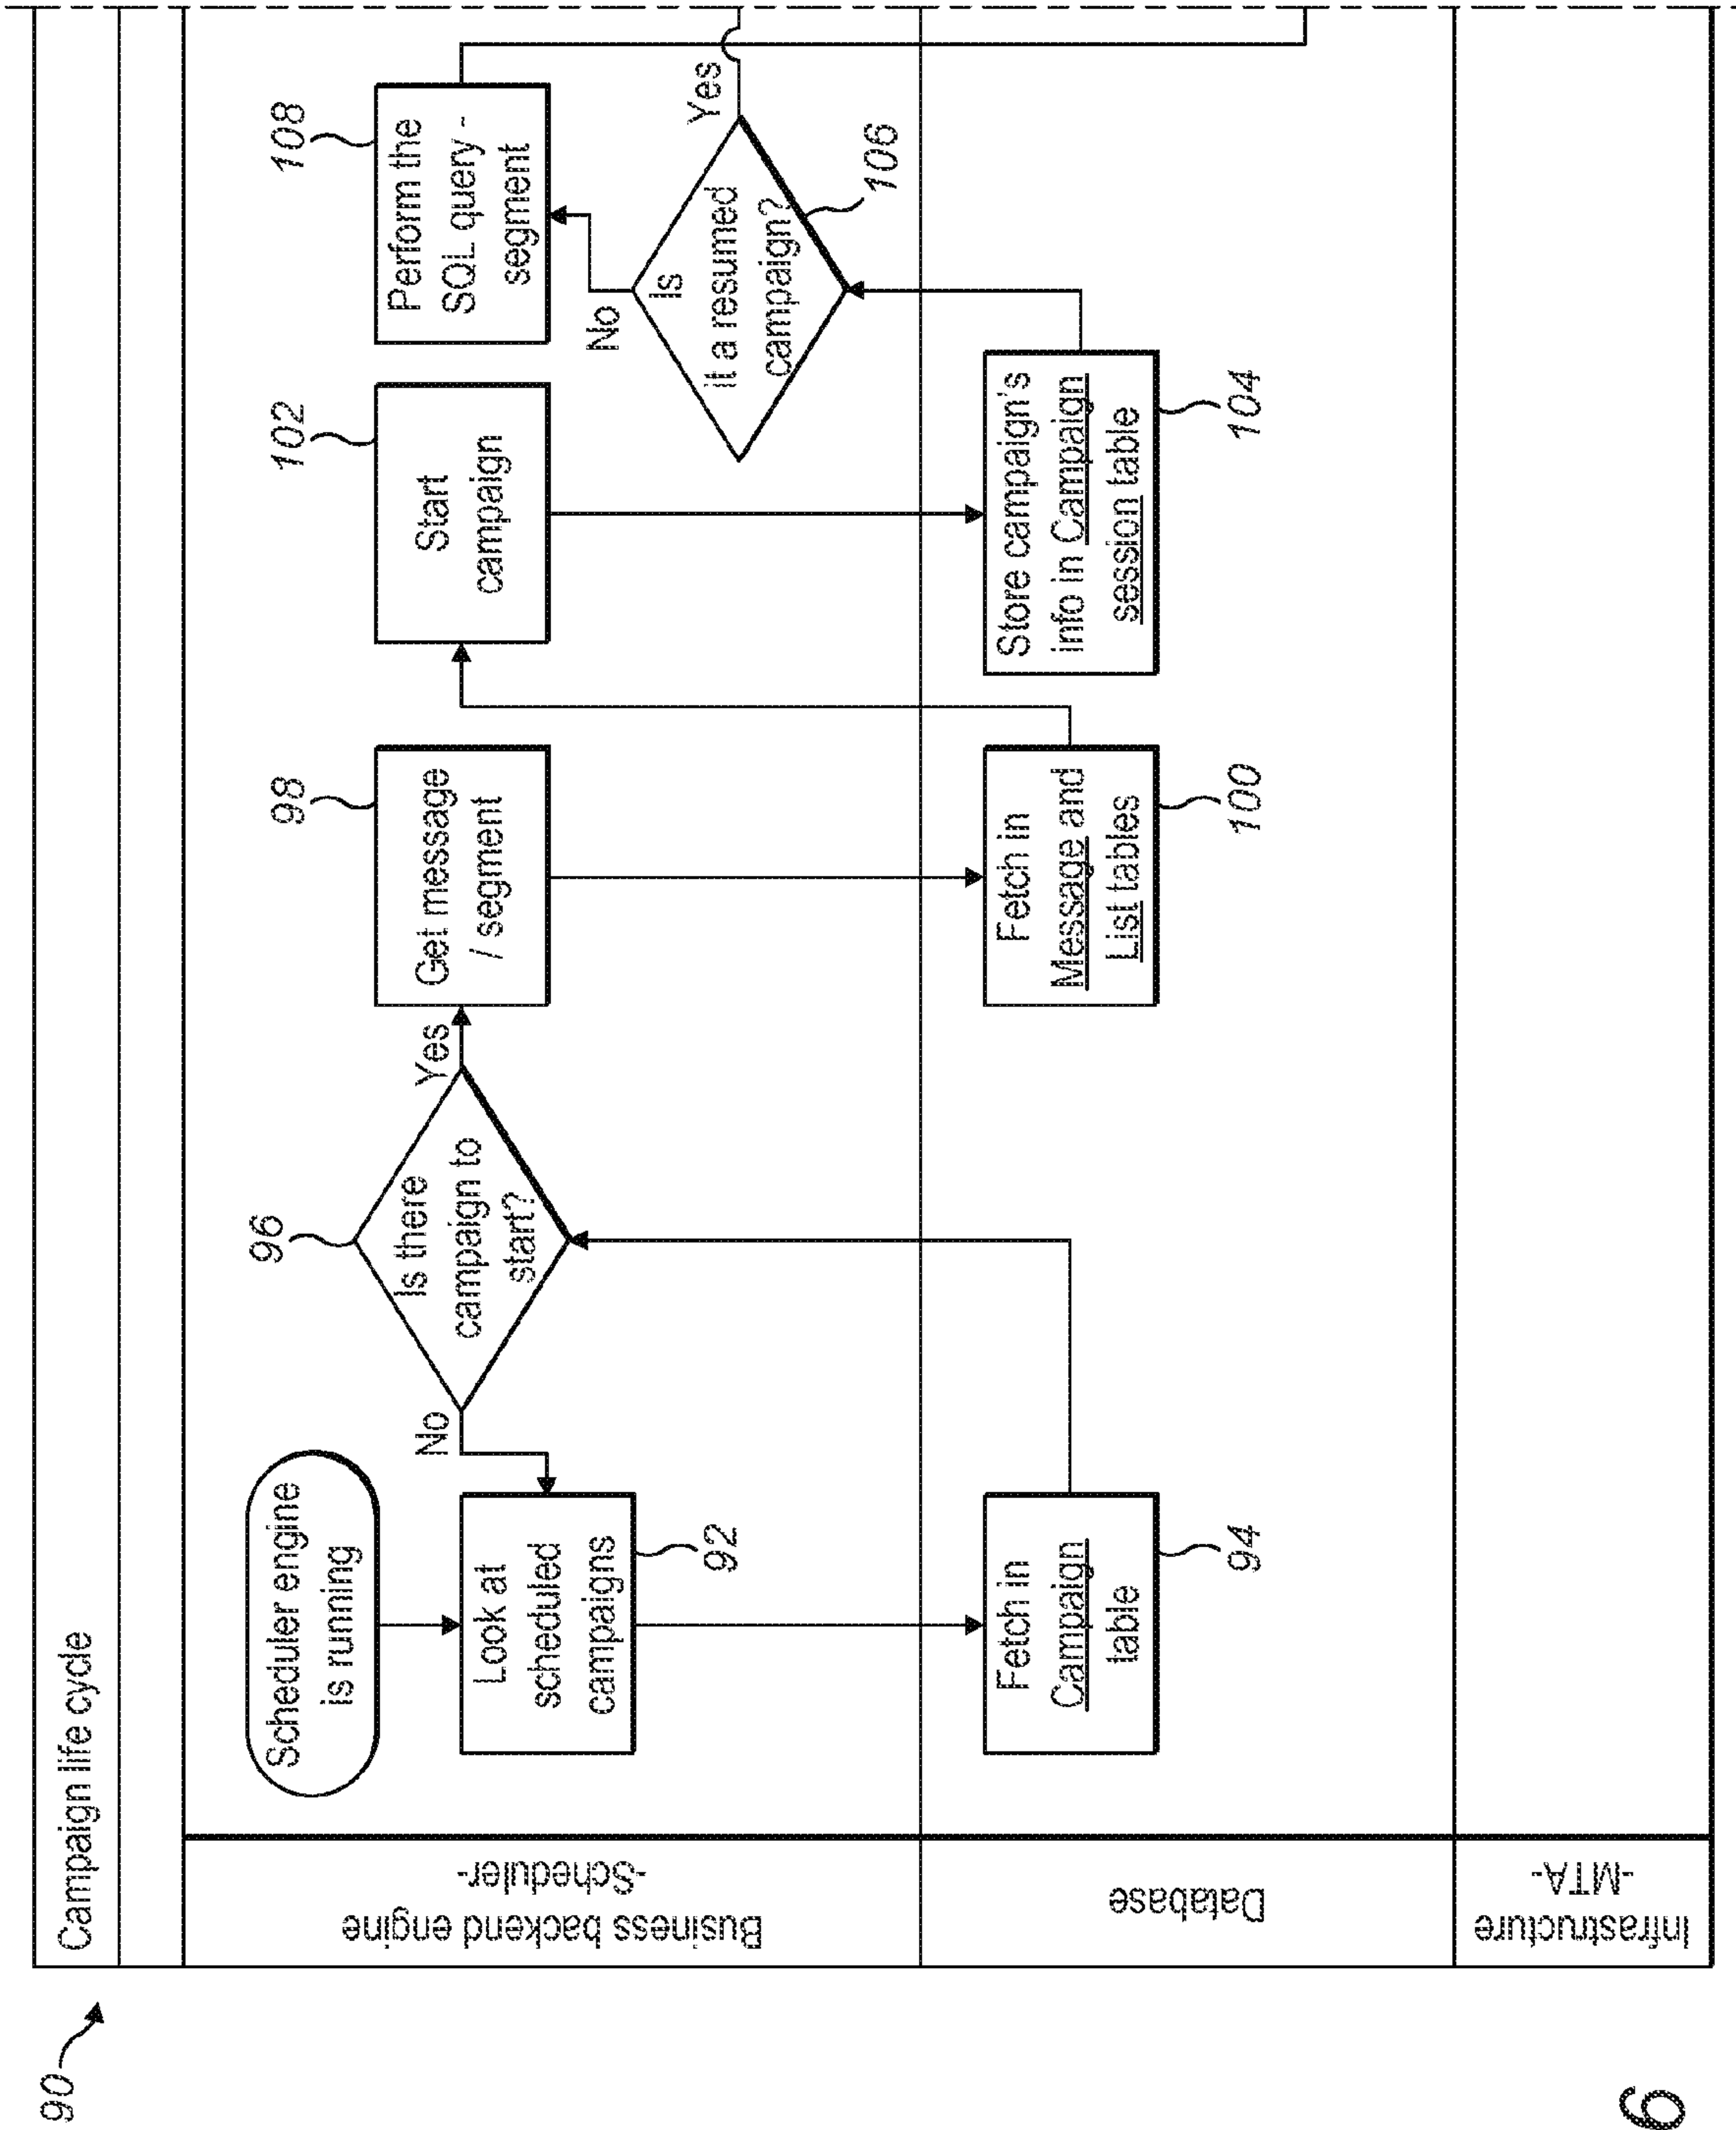 90
Campaign life cycle
Business backend engine
-Scheduler-
Database
Infrastructure
-MTA-
Scheduler engine
is running
Look at
scheduled
campaigns
92
Fetch in
Campaign
table
94
96
Is there
campaign to
start?
No
Yes
98
Get message
/ segment
Fetch in
Message and
List tables
100
102
Start
campaign
Store campaign's
info in Campaign
session table
104
Is
it a resumed
campaign?
106
No
Yes
108
Perform the
SQL query -
segment
6